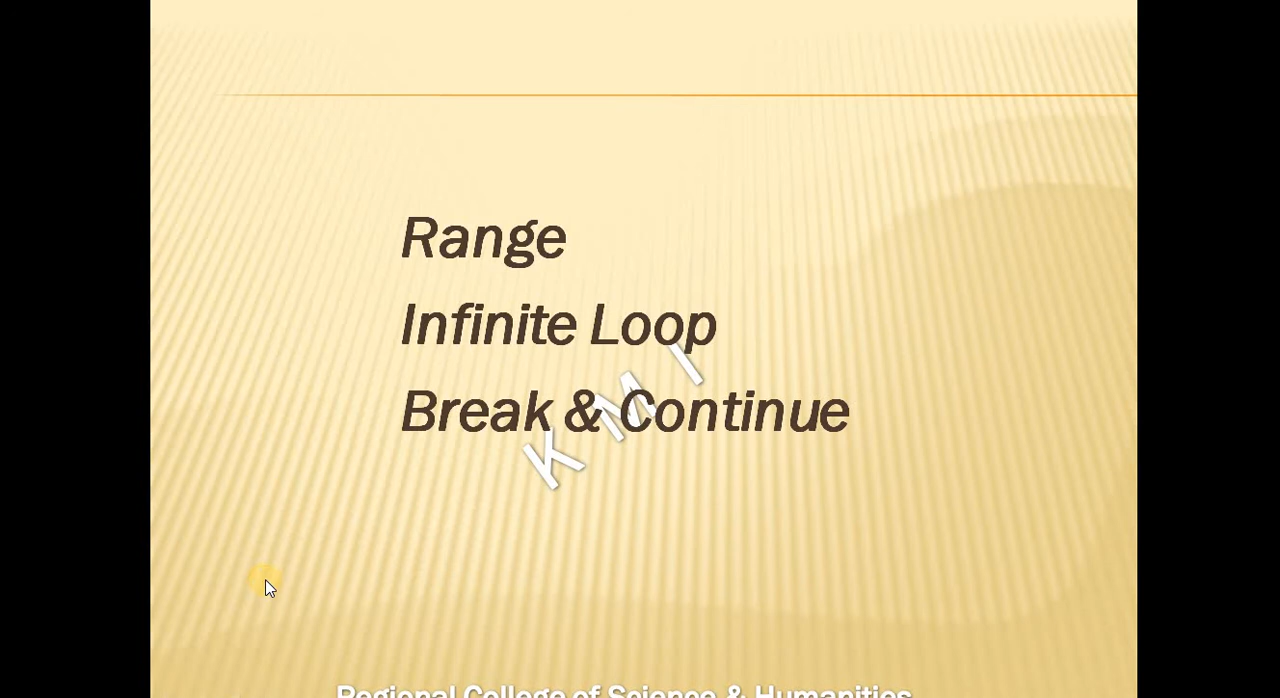 Range
Infinite Loop
Break & Continue
K M I
Regional College of Science & Humanities